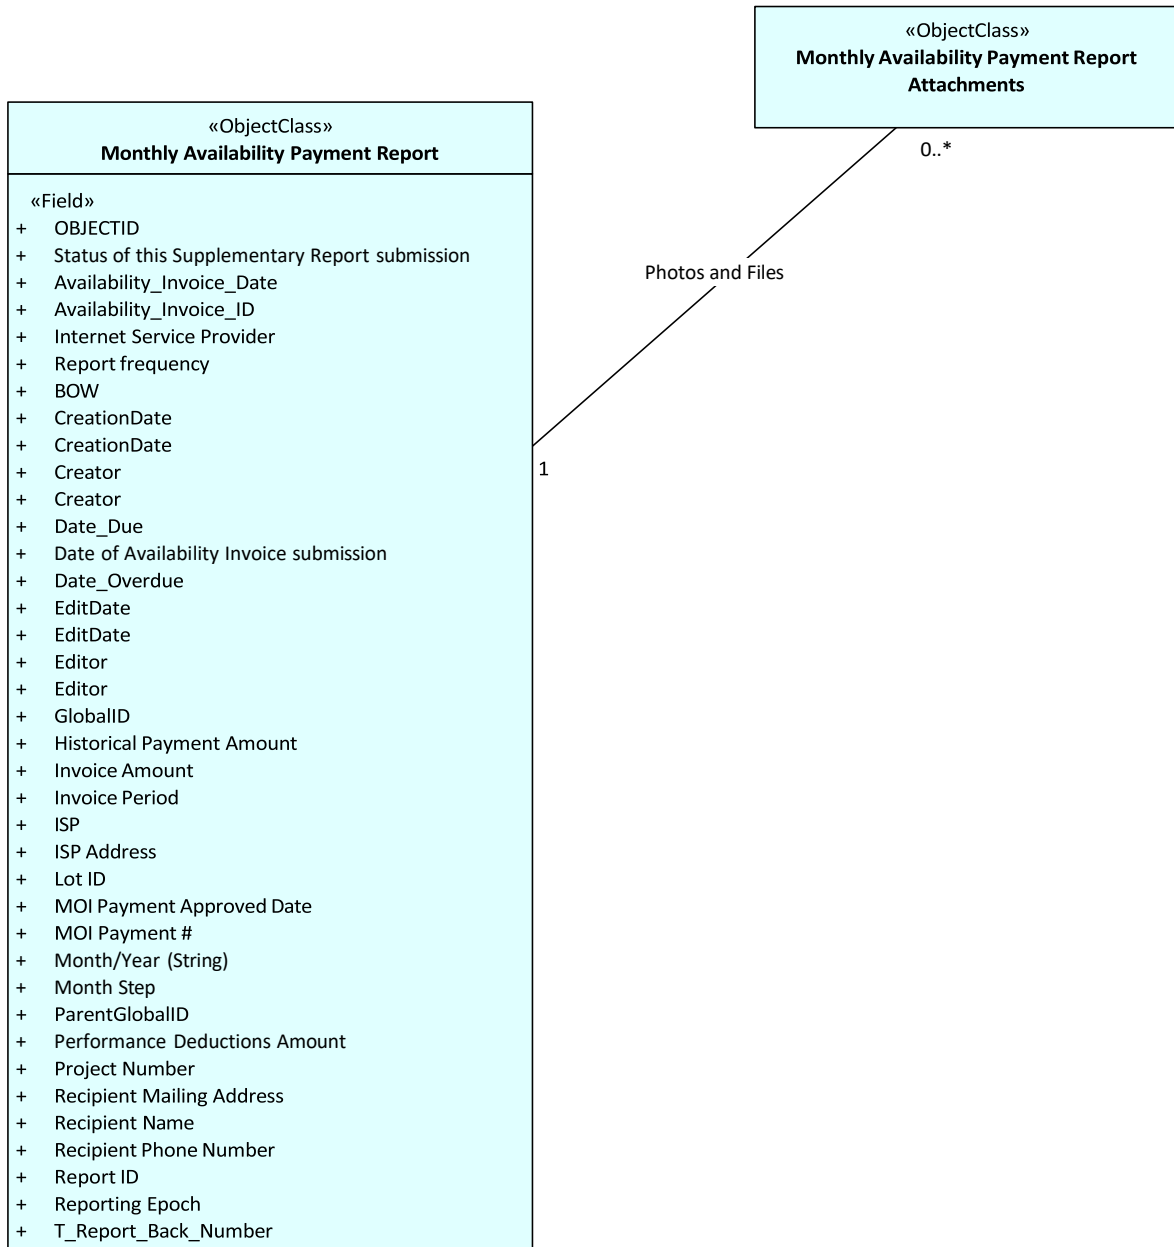 «ObjectClass»
Monthly Availability Payment Report
Attachments
0..*
Photos and Files
1
«ObjectClass»
Monthly Availability Payment Report
«Field»
+ OBJECTID
+ Status of this Supplementary Report submission
+ Availability_Invoice_Date
+ Availability_Invoice_ID
+ Internet Service Provider
+ Report frequency
+ BOW
+ CreationDate
+ CreationDate
+ Creator
+ Creator
+ Date_Due
+ Date of Availability Invoice submission
+ Date_Overdue
+ EditDate
+ EditDate
+ Editor
+ Editor
+ GlobalID
+ Historical Payment Amount
+ Invoice Amount
+ Invoice Period
+ ISP
+ ISP Address
+ Lot ID
+ MOI Payment Approved Date
+ MOI Payment #
+ Month/Year (String)
+ Month Step
+ ParentGlobalID
+ Performance Deductions Amount
+ Project Number
+ Recipient Mailing Address
+ Recipient Name
+ Recipient Phone Number
+ Report ID
+ Reporting Epoch
+ T_Report_Back_Number